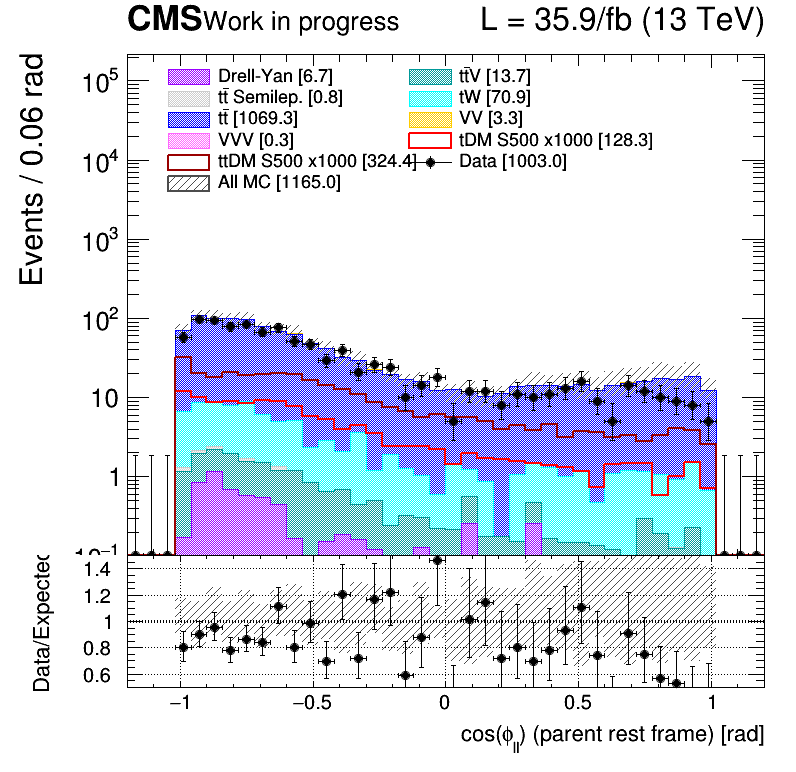 CMS Work in progress L = 35.9/fb (13 TeV)
Events / 0.06 rad
Drell-Yan [6.7] tt̄V [13.7]
tt̄ Semilep. [0.8] tW [70.9]
tt̄ [1069.3] VV [3.3]
VVV [0.3] tDM S500 x1000 [128.3]
ttDM S500 x1000 [324.4] Data [1003.0]
All MC [1165.0]
10⁵
10⁴
10³
10²
10
1
10⁻¹
Data/Expected
1.4
1.2
1
0.8
0.6
−1 −0.5 0 0.5 1
cos(ϕ_ll) (parent rest frame) [rad]